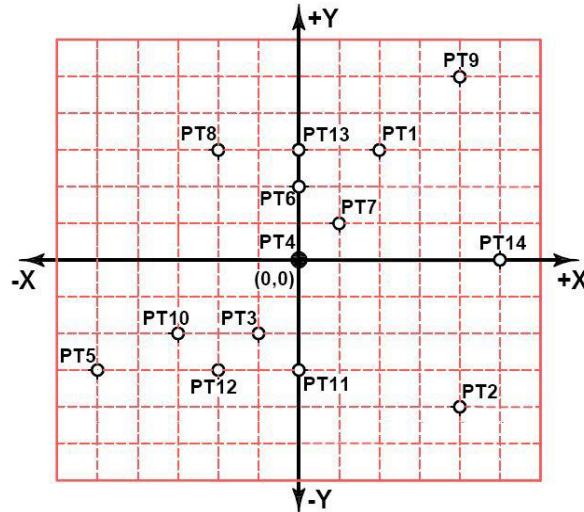 +Y
PT9
PT8
PT13
PT1
PT6
PT7
PT4
PT14
-X
(0,0)
+X
PT10
PT3
PT5
PT12
PT11
PT2
-Y